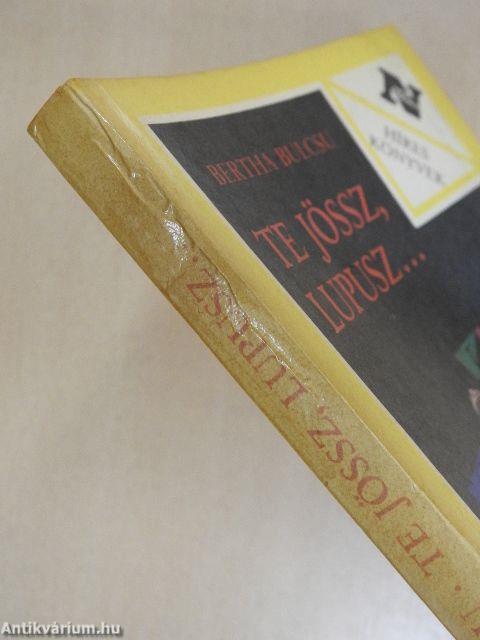 HÍRES
KÖNYVEK
BERTHA BULCSU
TE JÖSSZ,
LUPUSZ...
TE JÖSSZ, LUPUSZ...
Antikvárium.hu